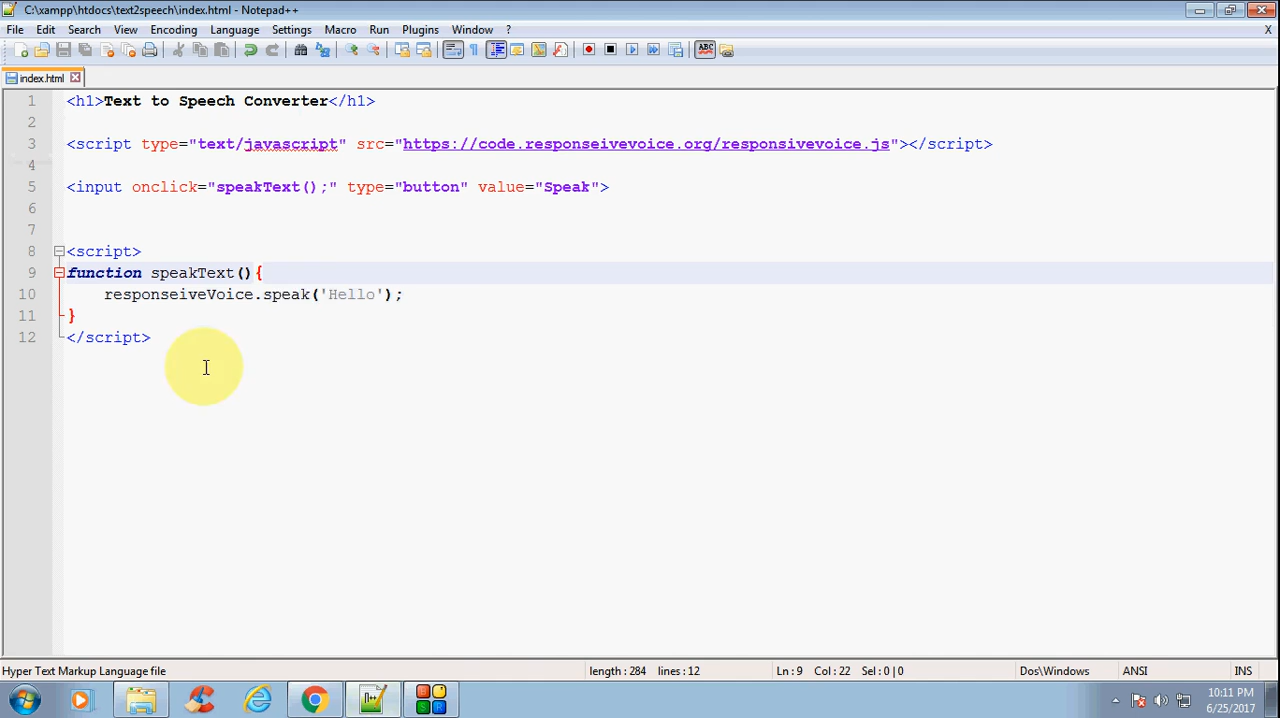 C:\xampp\htdocs\text2speech\index.html - Notepad++
File Edit Search View Encoding Language Settings Macro Run Plugins Window ? X
ABC
index.html
1 <h1>Text to Speech Converter</h1>
2
3 <script type="text/javascript" src="https://code.responseivevoice.org/responsivevoice.js"></script>
4
5 <input onclick="speakText();" type="button" value="Speak">
6
7
8 <script>
9 function speakText(){
10 responseiveVoice.speak('Hello');
11 }
12 </script>
Hyper Text Markup Language file length : 284 lines : 12 Ln : 9 Col : 22 Sel : 0 | 0 Dos\Windows ANSI INS
10:11 PM
6/25/2017